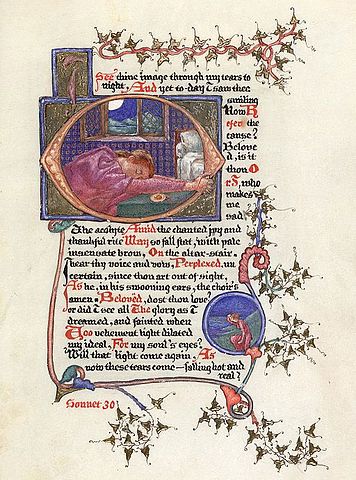 I See thine image through my tears to
night, And yet to-day I saw thee
smiling
How R
efer the
cause?
Belove
d, is it
thou O
r I, who
makes
me
sad
The acolyte Amid the chanted joy and
thankful rite May so fall flat, with pale
insensate brow, On the altar-stair.
hear thy voice and vow, Perplexed, un
certain, since thou art out of sight,
As he, in his swooning ears, the choir's
amen. Beloved, dost thou love?
or did I see all The glory as I
dreamed, and fainted when
Too vehement light dilated
my ideal, For my soul's eyes?
Will that light come again, As
now these tears come—falling hot and
real?
Sonnet 30